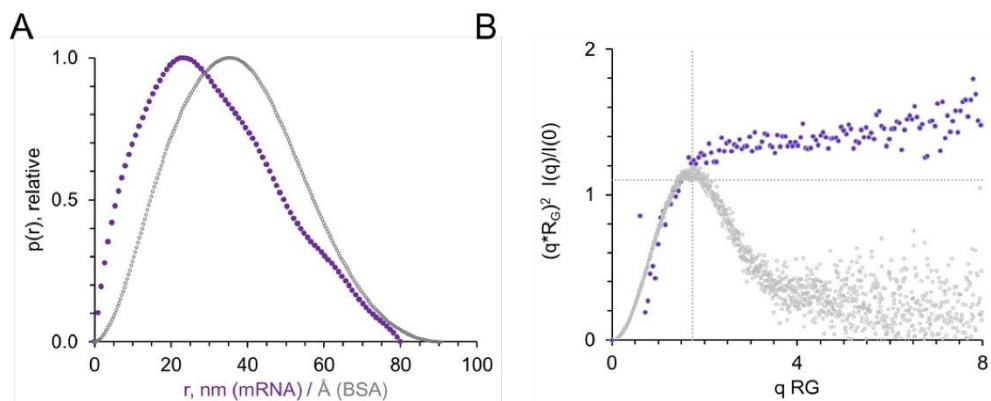 A
p(r), relative
1.0
0.5
0.0
0 20 40 60 80 100
r, nm (mRNA) / Å (BSA)
B
(q*R_G)² I(q)/I(0)
2
1
0
0 4 8
q RG